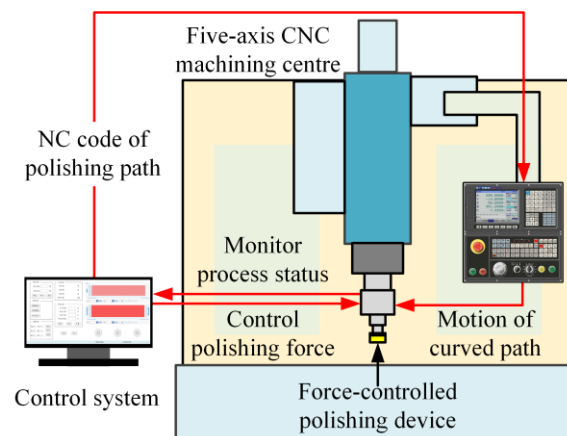 Five-axis CNC
machining centre
NC code of
polishing path
Monitor
process status
Control
polishing force
Motion of
curved path
Control system
Force-controlled
polishing device